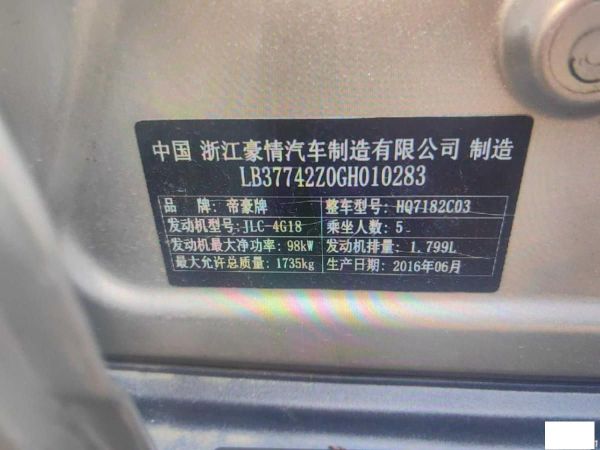 中国 浙江豪情汽车制造有限公司 制造
LB37742Z0GH010283
品 牌: 帝豪牌 整车型号: HQ7182C03
发动机型号: JLC-4G18 乘坐人数: 5
发动机最大净功率: 98kW 发动机排量: 1.799L
最大允许总质量: 1735kg 生产日期: 2016年06月